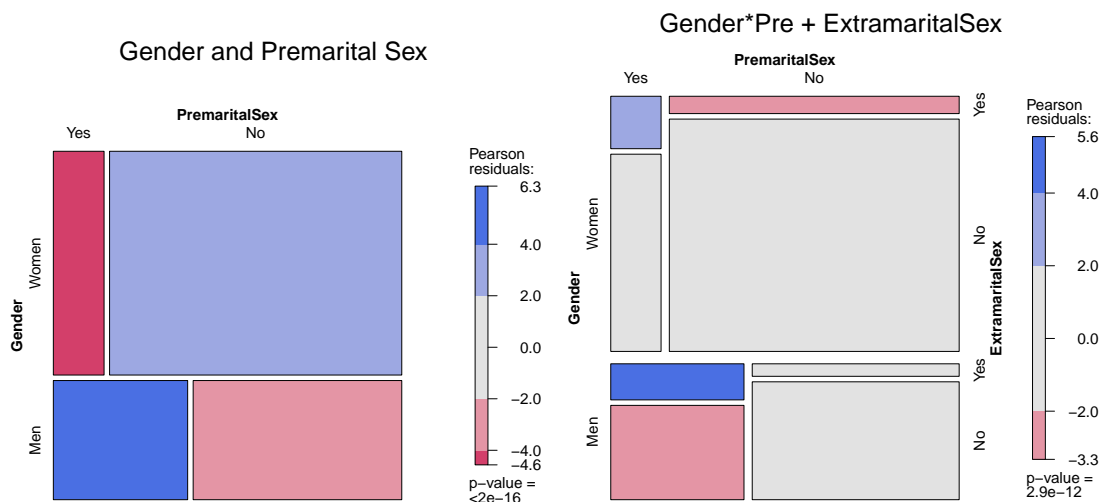 Gender and Premarital Sex
PremaritalSex
Yes No
Gender
Women
Men
Pearson
residuals:
6.3
4.0
2.0
0.0
−2.0
−4.0
−4.6
p−value =
<2e−16
Gender*Pre + ExtramaritalSex
PremaritalSex
Yes No
Gender
Women
Men
Yes
No
Yes
No
ExtramaritalSex
Pearson
residuals:
5.6
4.0
2.0
0.0
−2.0
−3.3
p−value =
2.9e−12